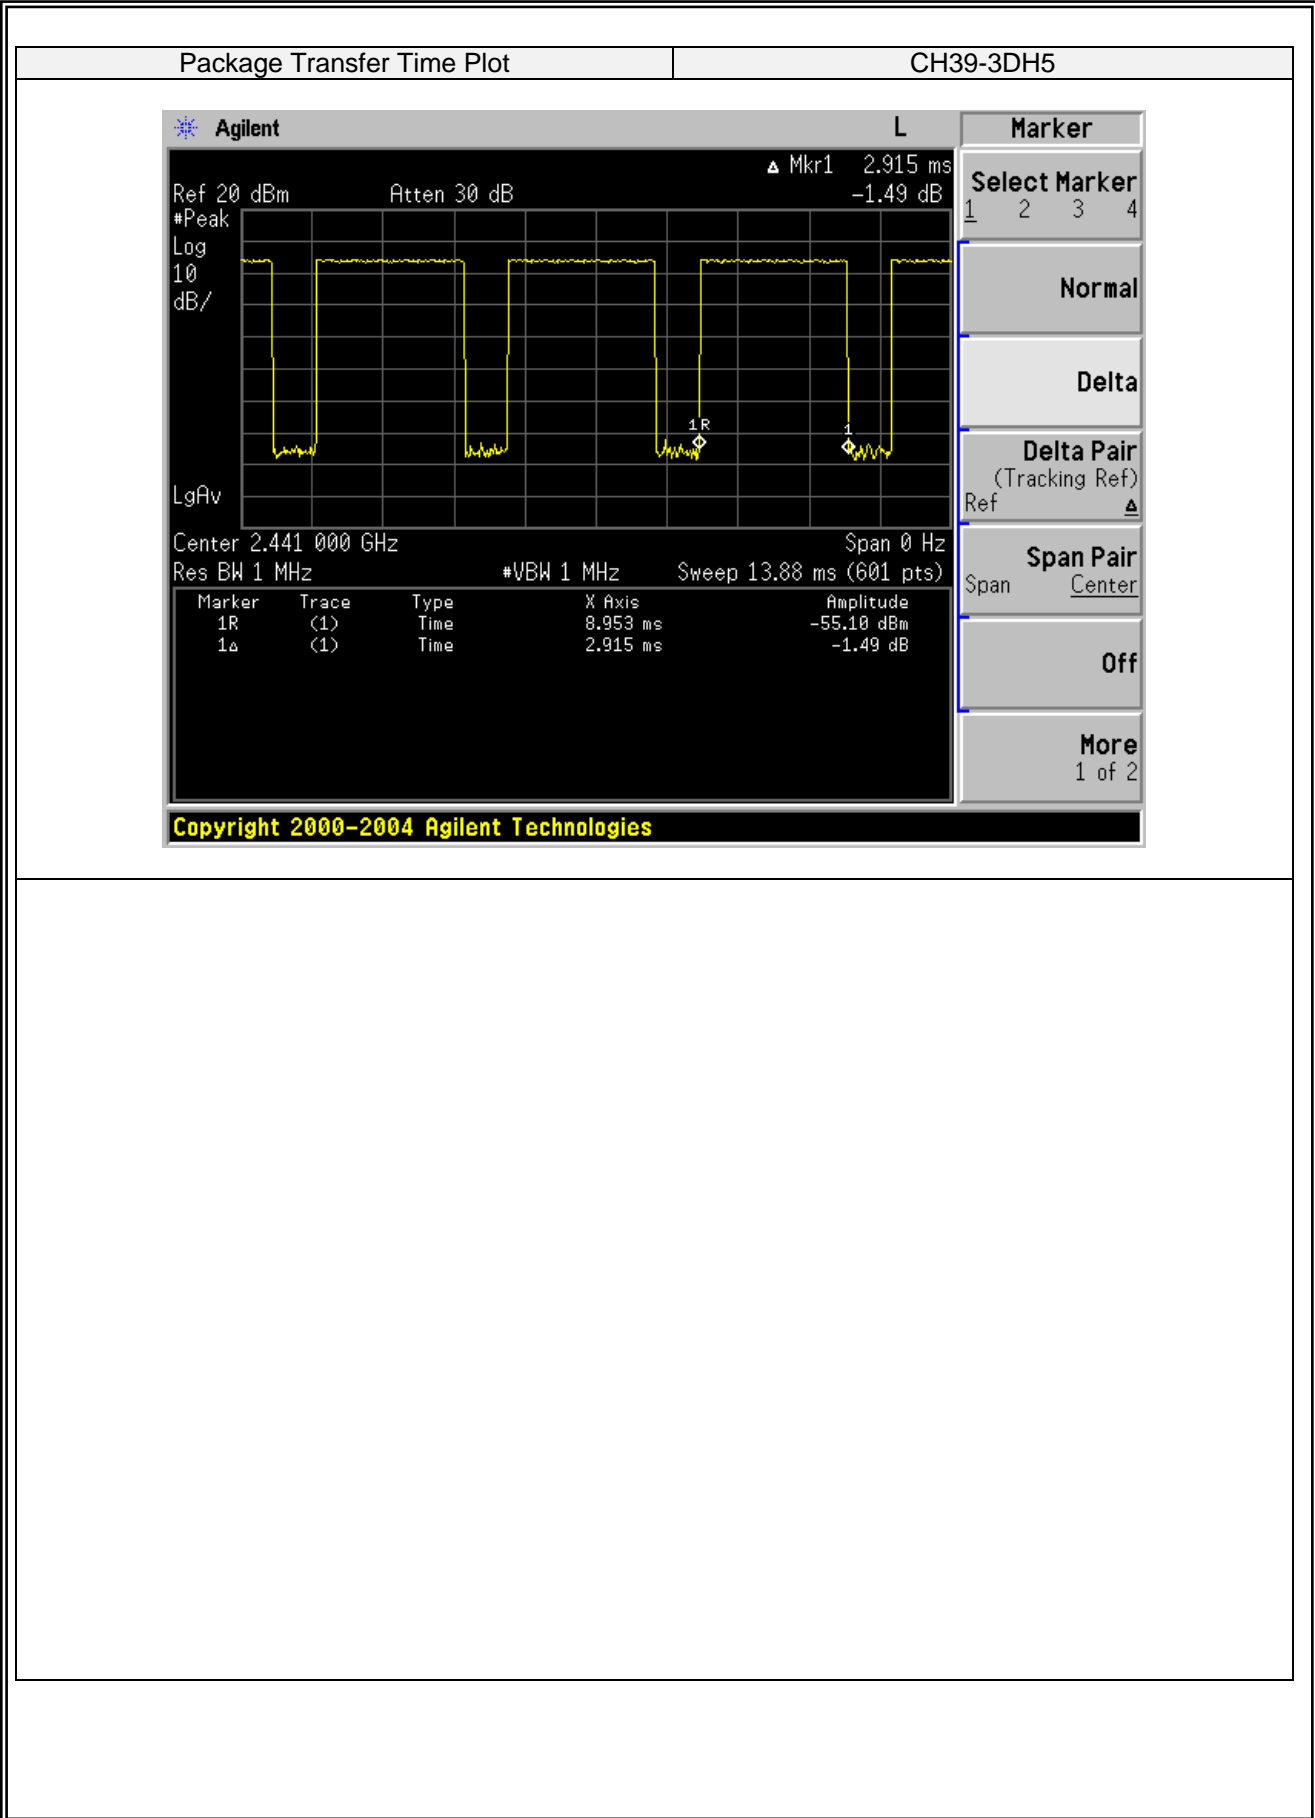 Package Transfer Time Plot CH39-3DH5
Agilent L Marker
Δ Mkr1 2.915 ms
Ref 20 dBm Atten 30 dB -1.49 dB
#Peak
Log
10
dB/
1R 1
LgAv
Center 2.441 000 GHz Span 0 Hz
Res BW 1 MHz #VBW 1 MHz Sweep 13.88 ms (601 pts)
Marker Trace Type X Axis Amplitude
1R (1) Time 8.953 ms -55.10 dBm
1Δ (1) Time 2.915 ms -1.49 dB
Select Marker
1 2 3 4
Normal
Delta
Delta Pair
(Tracking Ref)
Ref Δ
Span Pair
Span Center
Off
More
1 of 2
Copyright 2000-2004 Agilent Technologies